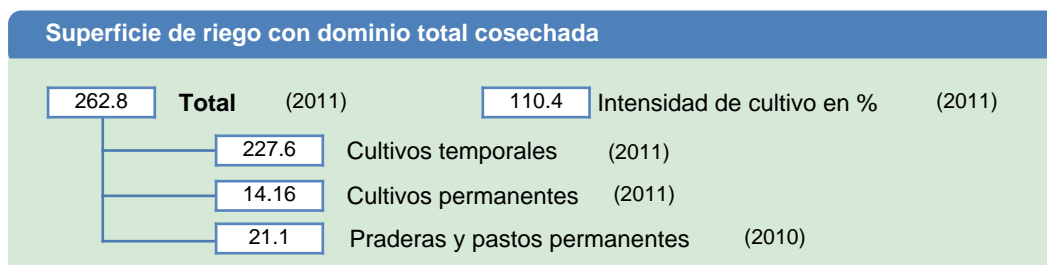 Superficie de riego con dominio total cosechada
262.8 Total (2011) 110.4 Intensidad de cultivo en % (2011)
227.6 Cultivos temporales (2011)
14.16 Cultivos permanentes (2011)
21.1 Praderas y pastos permanentes (2010)